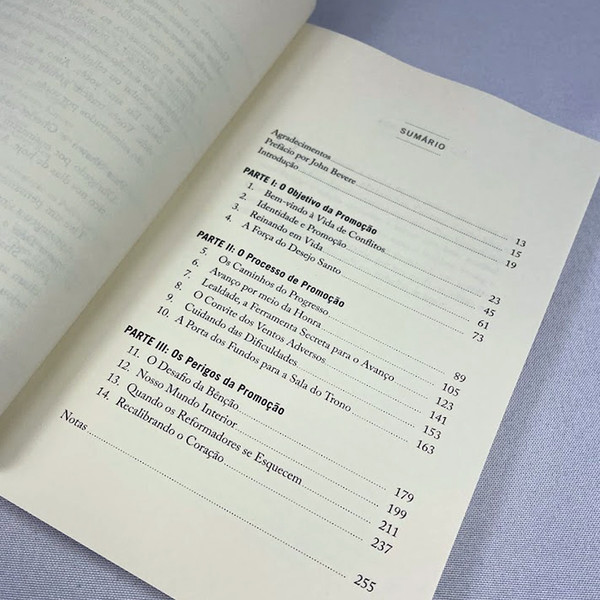 SUMÁRIO
Agradecimentos 13
Prefácio por John Bevere 15
Introdução 19
PARTE I: O Objetivo da Promoção
1. Bem-vindo à Vida de Conflitos 23
2. Identidade e Promoção 45
3. Reinando em Vida 61
4. A Força do Desejo Santo 73
PARTE II: O Processo de Promoção
5. Os Caminhos do Progresso 89
6. Avanço por meio da Honra 105
7. Lealdade, a Ferramenta Secreta para o Avanço 123
8. O Convite dos Ventos Adversos 141
9. Cuidando das Dificuldades 153
10. A Porta dos Fundos para a Sala do Trono 163
PARTE III: Os Perigos da Promoção
11. O Desafio da Bênção 179
12. Nosso Mundo Interior 199
13. Quando os Reformadores se Esquecem 211
14. Recalibrando o Coração 237
Notas 255